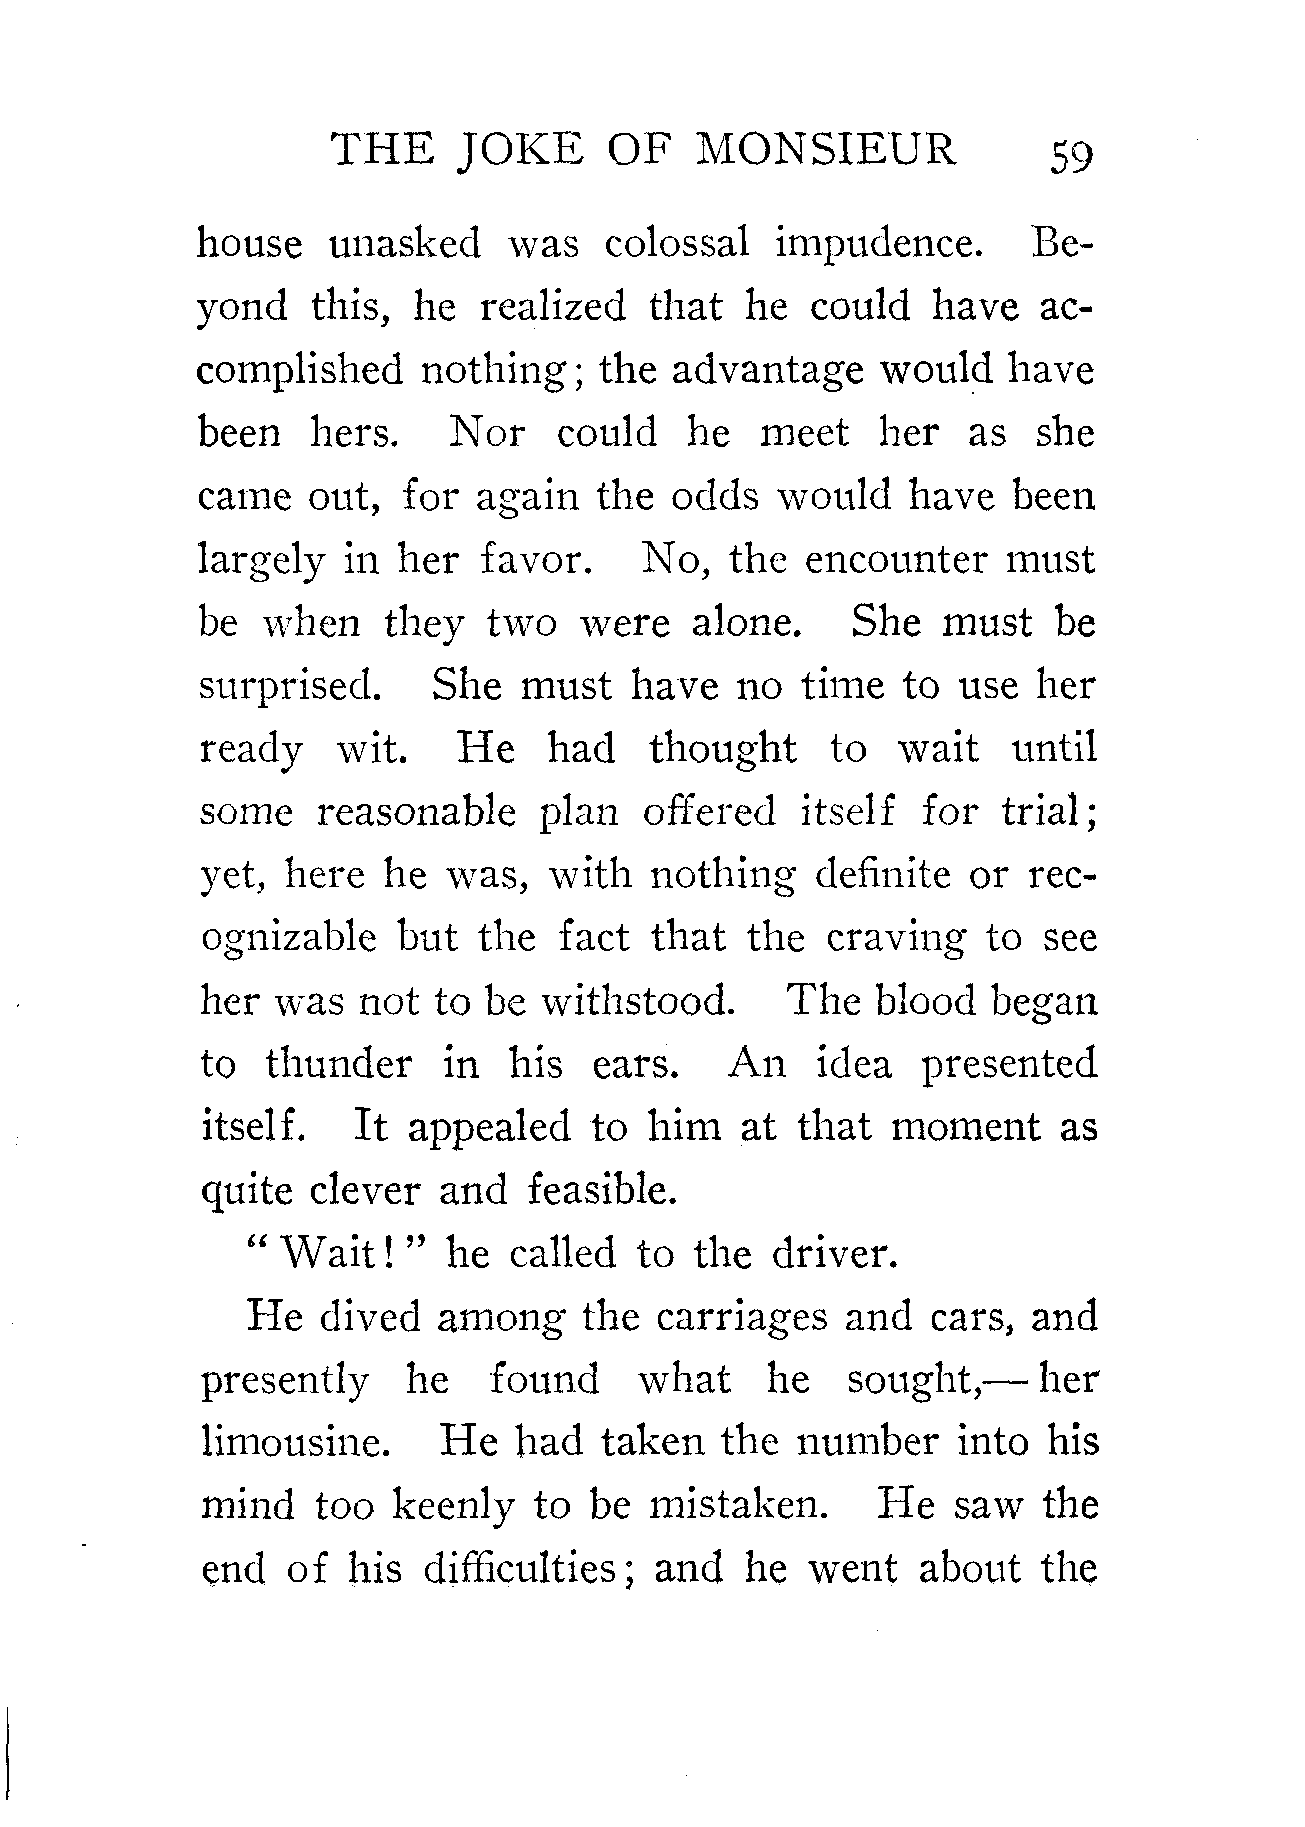 THE JOKE OF MONSIEUR 59
house unasked was colossal impudence. Be-
yond this, he realized that he could have ac-
complished nothing; the advantage would have
been hers. Nor could he meet her as she
came out, for again the odds would have been
largely in her favor. No, the encounter must
be when they two were alone. She must be
surprised. She must have no time to use her
ready wit. He had thought to wait until
some reasonable plan offered itself for trial;
yet, here he was, with nothing definite or rec-
ognizable but the fact that the craving to see
her was not to be withstood. The blood began
to thunder in his ears. An idea presented
itself. It appealed to him at that moment as
quite clever and feasible.
"Wait!" he called to the driver.
He dived among the carriages and cars, and
presently he found what he sought,— her
limousine. He had taken the number into his
mind too keenly to be mistaken. He saw the
end of his difficulties; and he went about the